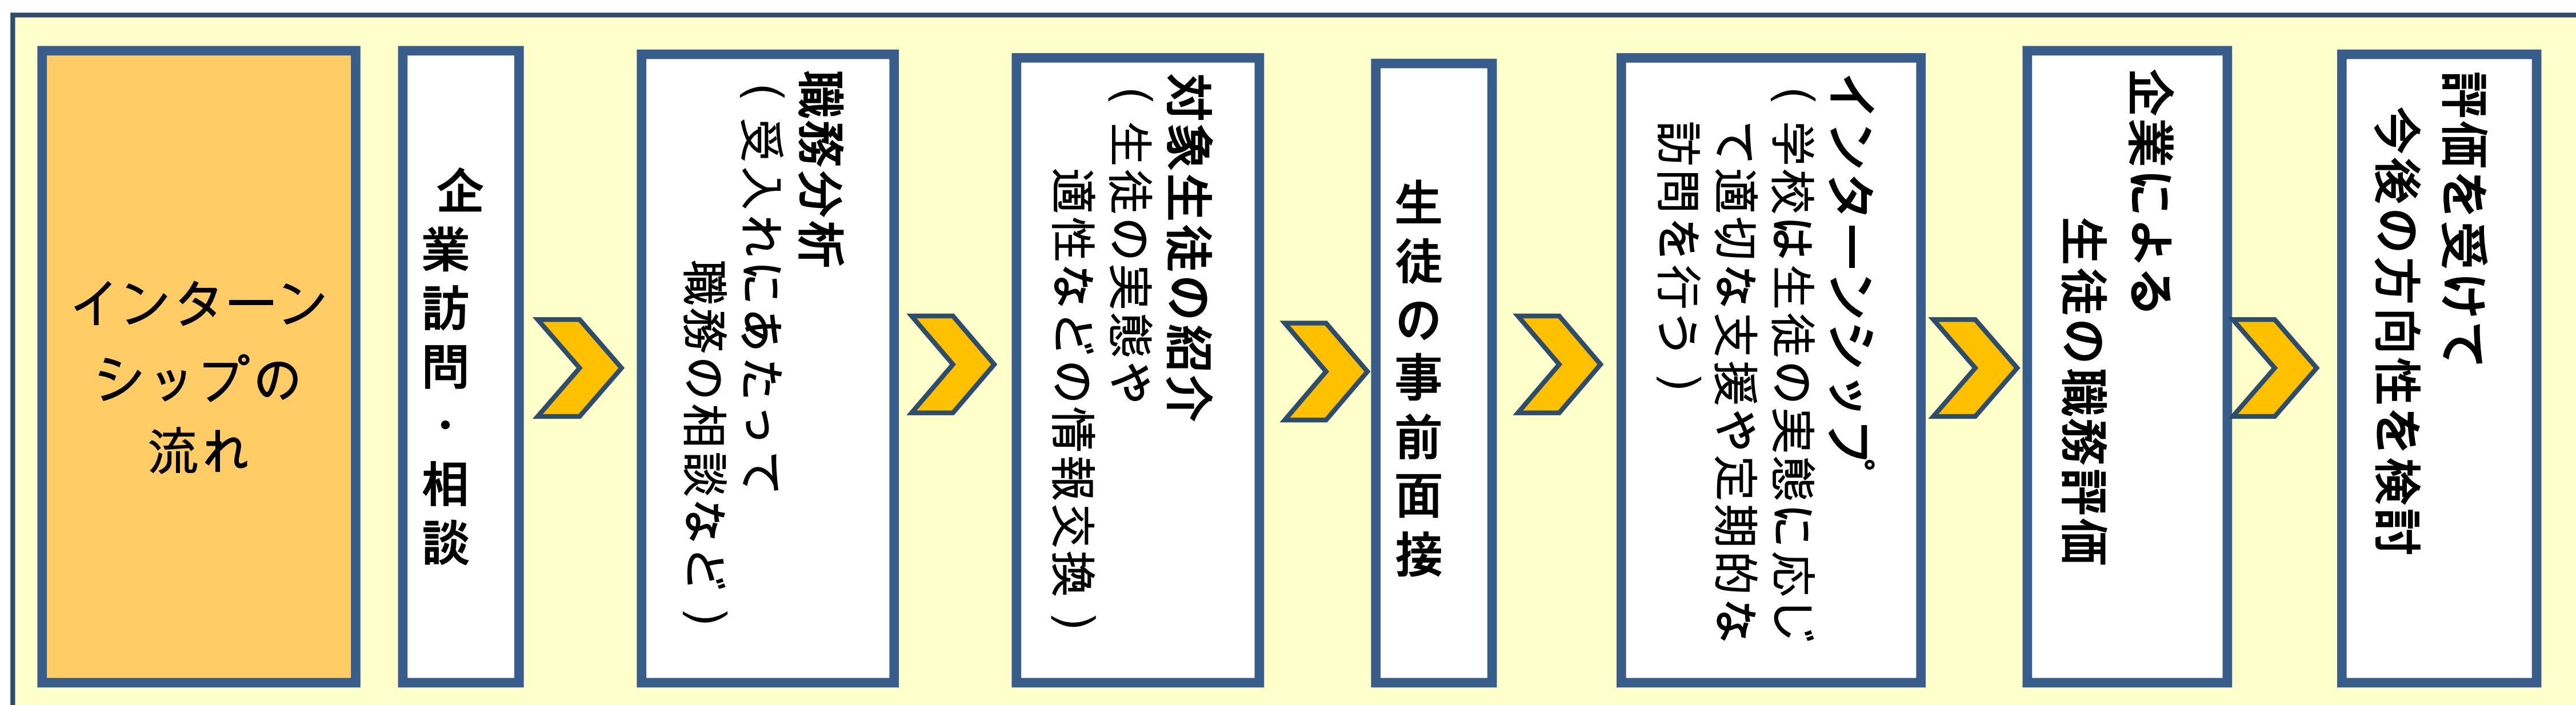 インターン
シップの
流れ
企業訪問・相談
職務分析
（受入れにあたって
職務の相談など）
対象生徒の紹介
（生徒の実態や
適性などの情報交換）
生徒の事前面接
インターンシップ
（学校は生徒の実態に応じ
て適切な支援や定期的な
訪問を行う）
企業による
生徒の職務評価
評価を受けて
今後の方向性を検討